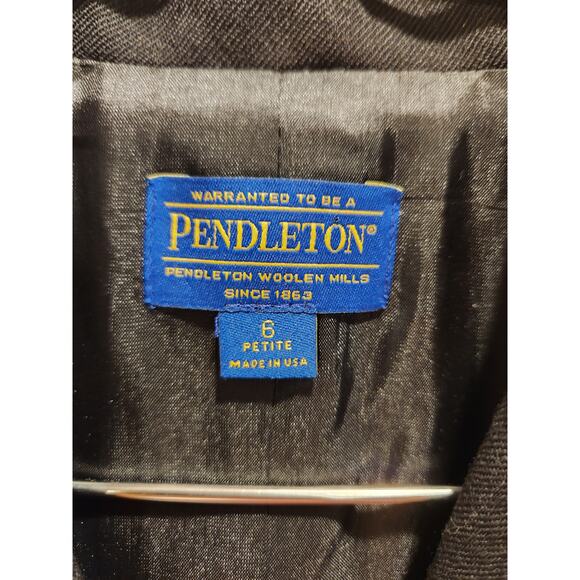 WARRANTED TO BE A
PENDLETON®
PENDLETON WOOLEN MILLS
SINCE 1863
6
PETITE
MADE IN USA